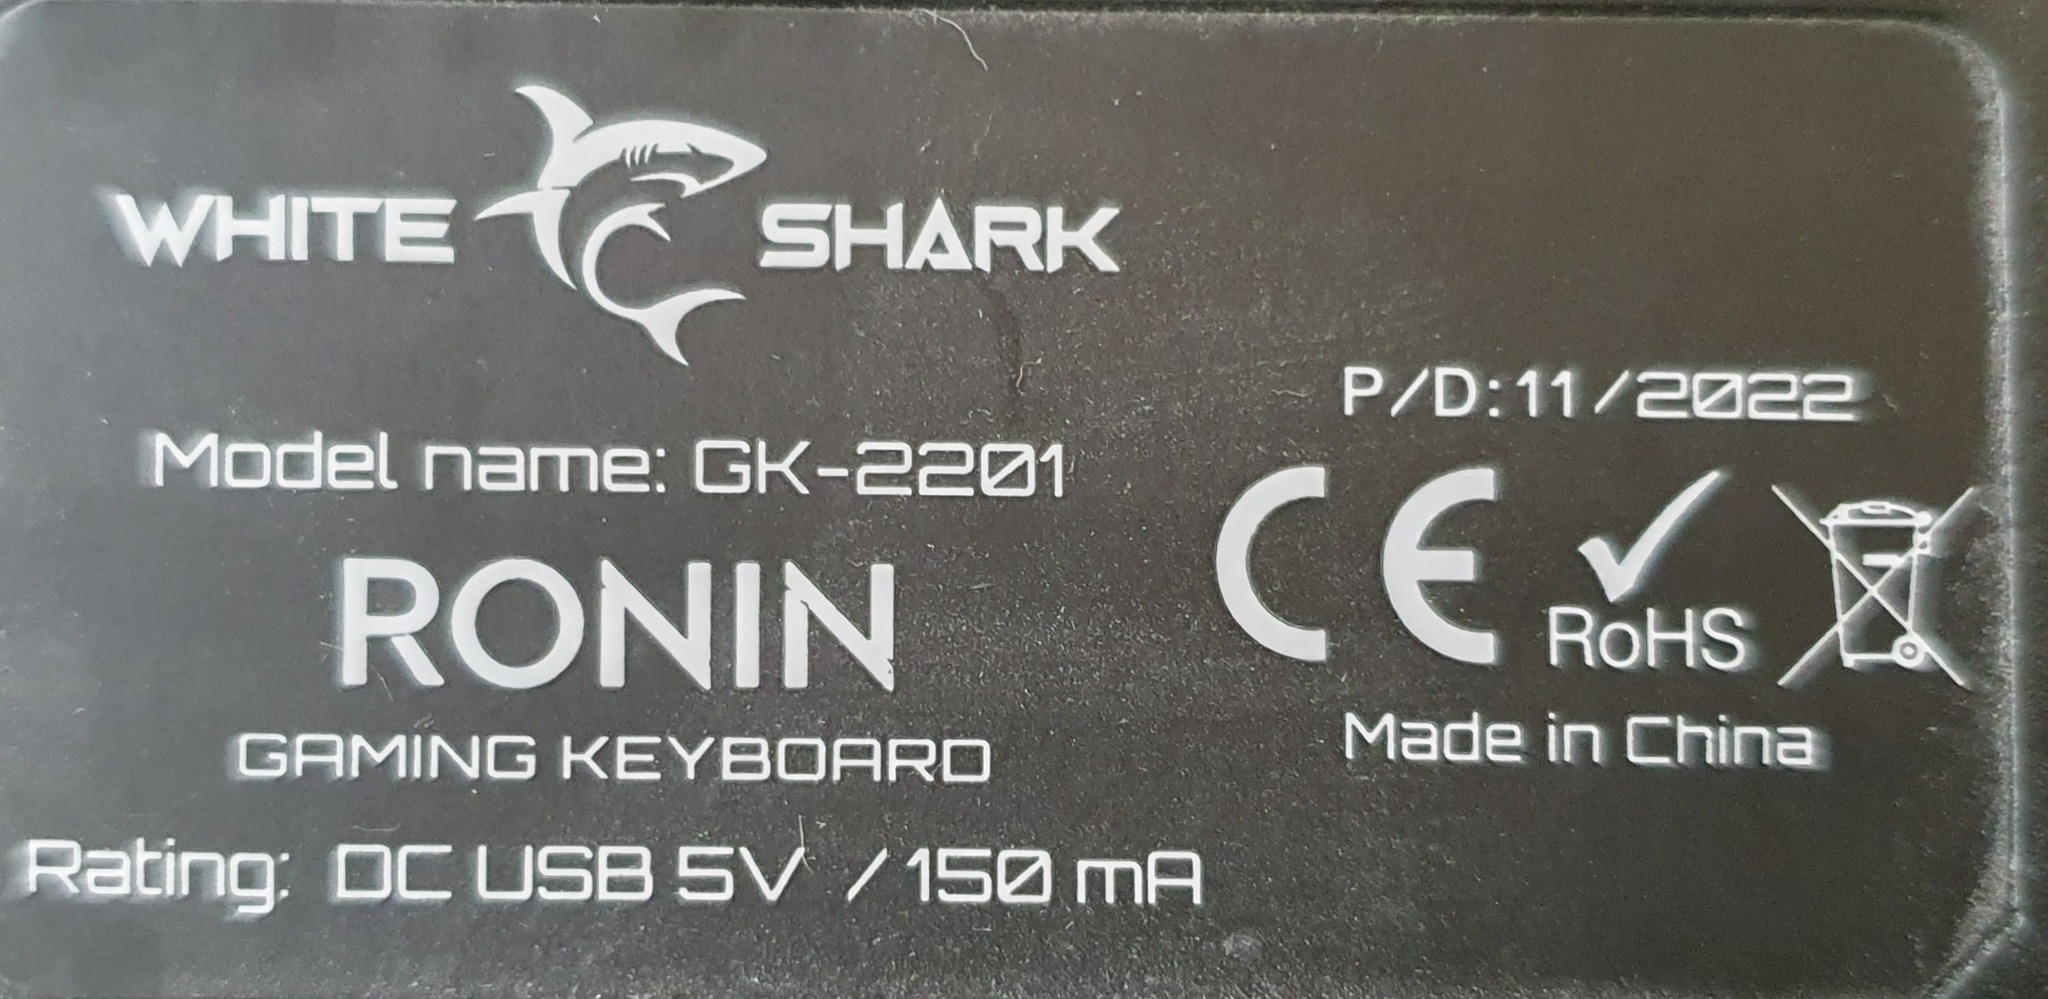 WHITE SHARK
Model name: GK-2201
RONIN
GAMING KEYBOARD
Rating: DC USB 5V / 150 mA
P/D:11/2022
CE
RoHS
Made in China